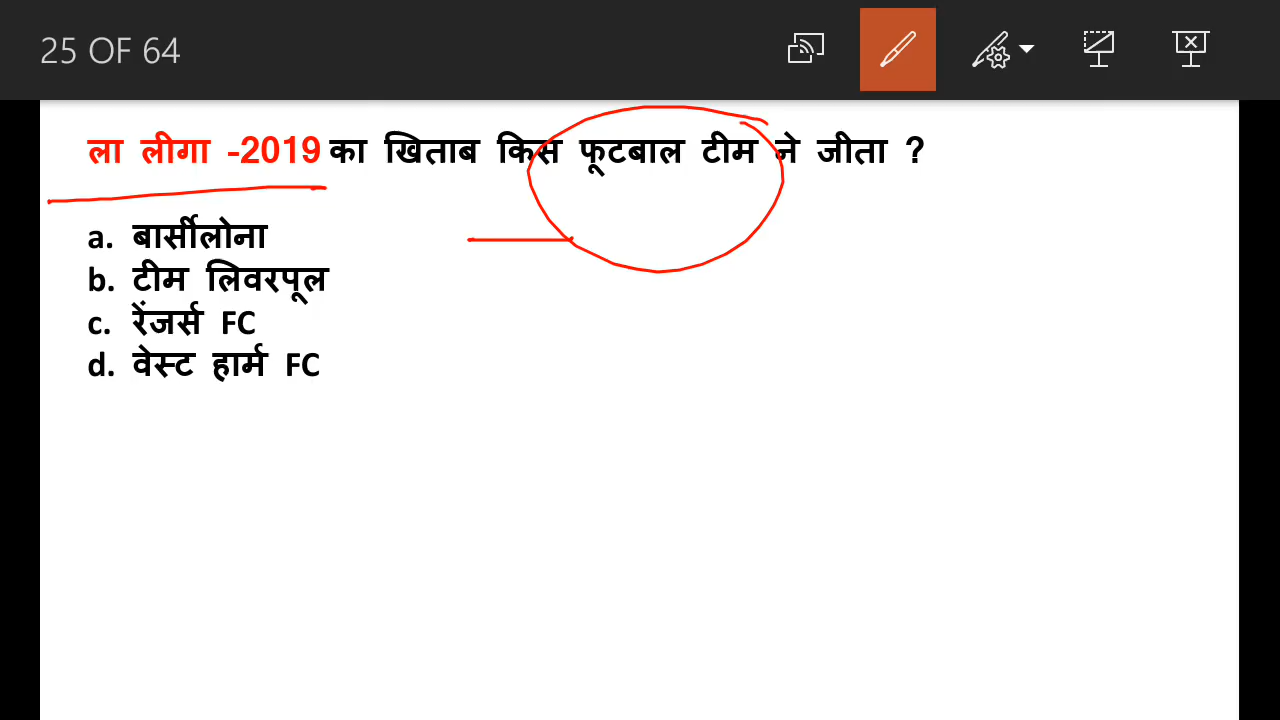 25 OF 64
ला लीगा -2019 का खिताब किस फूटबाल टीम ने जीता ?
a. बार्सीलोना
b. टीम लिवरपूल
c. रेंजर्स FC
d. वेस्ट हार्म FC